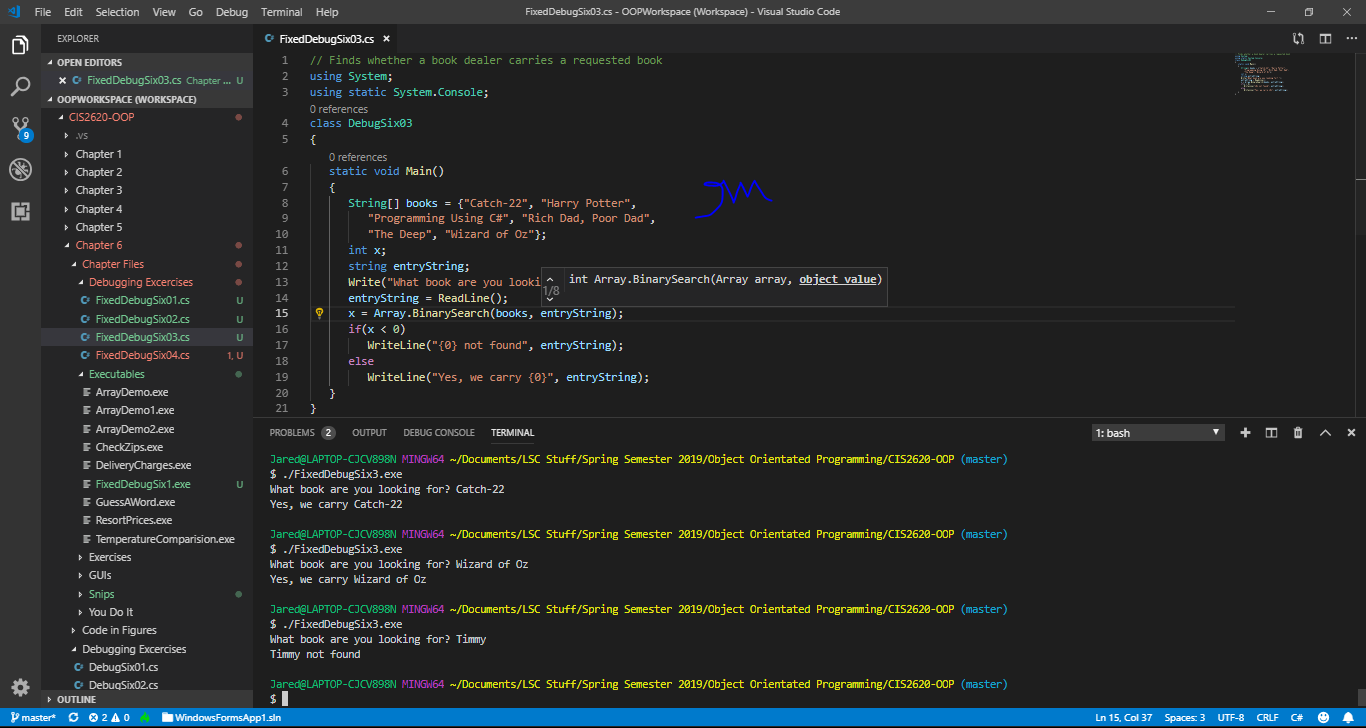 File Edit Selection View Go Debug Terminal Help
FixedDebugSix03.cs - OOPWorkspace (Workspace) - Visual Studio Code
EXPLORER
OPEN EDITORS
FixedDebugSix03.cs Chapter ... U
OOPWORKSPACE (WORKSPACE)
CIS2620-OOP
.vs
Chapter 1
Chapter 2
Chapter 3
Chapter 4
Chapter 5
Chapter 6
Chapter Files
Debugging Excercises
FixedDebugSix01.cs U
FixedDebugSix02.cs U
FixedDebugSix03.cs U
FixedDebugSix04.cs 1, U
Executables
ArrayDemo.exe
ArrayDemo1.exe
ArrayDemo2.exe
CheckZips.exe
DeliveryCharges.exe
FixedDebugSix1.exe U
GuessAWord.exe
ResortPrices.exe
TemperatureComparision.exe
Exercises
GUIs
Snips
You Do It
Code in Figures
Debugging Excercises
DebugSix01.cs
DebugSix02.cs
OUTLINE
9
FixedDebugSix03.cs
1 // Finds whether a book dealer carries a requested book
2 using System;
3 using static System.Console;
0 references
4 class DebugSix03
5 {
0 references
6 static void Main()
7 {
8 String[] books = {"Catch-22", "Harry Potter",
9 "Programming Using C#", "Rich Dad, Poor Dad",
10 "The Deep", "Wizard of Oz"};
11 int x;
12 string entryString;
13 Write("What book are you looki
1/8 int Array.BinarySearch(Array array, object value)
14 entryString = ReadLine();
15 x = Array.BinarySearch(books, entryString);
16 if(x < 0)
17 WriteLine("{0} not found", entryString);
18 else
19 WriteLine("Yes, we carry {0}", entryString);
20 }
21 }
PROBLEMS 2 OUTPUT DEBUG CONSOLE TERMINAL
1: bash
Jared@LAPTOP-CJCV898N MINGW64 ~/Documents/LSC Stuff/Spring Semester 2019/Object Orientated Programming/CIS2620-OOP (master)
$ ./FixedDebugSix3.exe
What book are you looking for? Catch-22
Yes, we carry Catch-22
Jared@LAPTOP-CJCV898N MINGW64 ~/Documents/LSC Stuff/Spring Semester 2019/Object Orientated Programming/CIS2620-OOP (master)
$ ./FixedDebugSix3.exe
What book are you looking for? Wizard of Oz
Yes, we carry Wizard of Oz
Jared@LAPTOP-CJCV898N MINGW64 ~/Documents/LSC Stuff/Spring Semester 2019/Object Orientated Programming/CIS2620-OOP (master)
$ ./FixedDebugSix3.exe
What book are you looking for? Timmy
Timmy not found
Jared@LAPTOP-CJCV898N MINGW64 ~/Documents/LSC Stuff/Spring Semester 2019/Object Orientated Programming/CIS2620-OOP (master)
$
master* 2 0 WindowsFormsApp1.sln
Ln 15, Col 37 Spaces: 3 UTF-8 CRLF C#